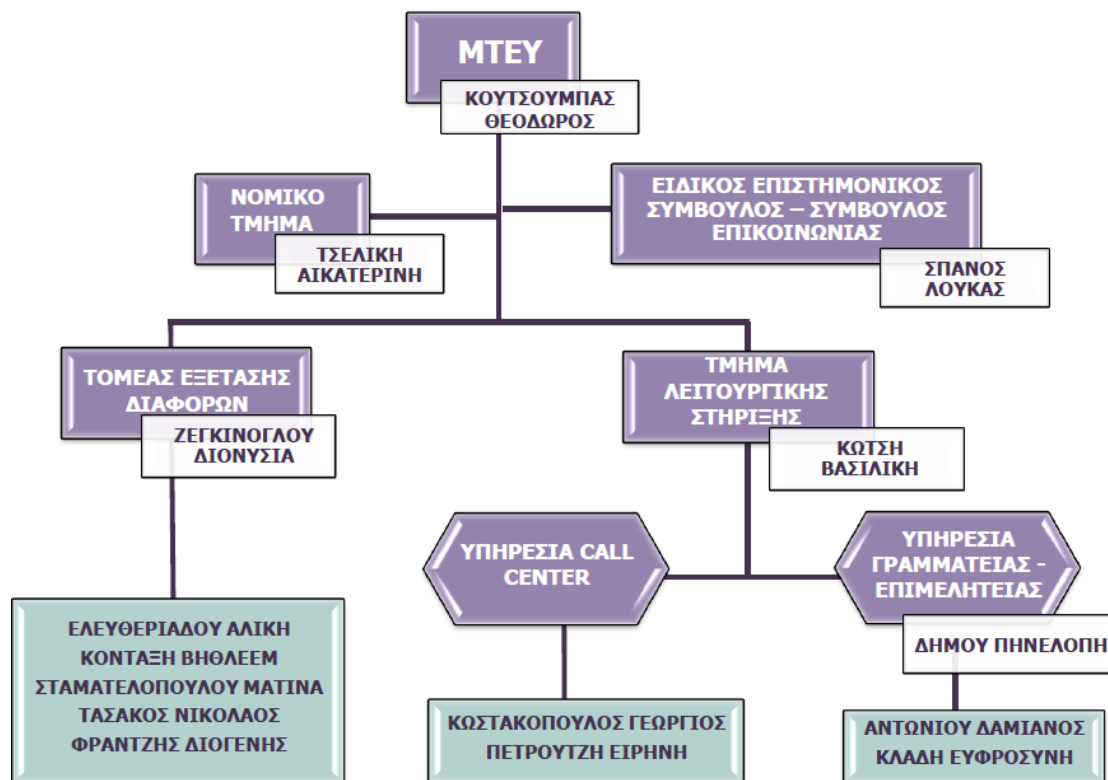 ΜΤΕΥ
ΚΟΥΤΣΟΥΜΠΑΣ
ΘΕΟΔΩΡΟΣ
ΝΟΜΙΚΟ
ΤΜΗΜΑ
ΤΣΕΛΙΚΗ
ΑΙΚΑΤΕΡΙΝΗ
ΕΙΔΙΚΟΣ ΕΠΙΣΤΗΜΟΝΙΚΟΣ
ΣΥΜΒΟΥΛΟΣ – ΣΥΜΒΟΥΛΟΣ
ΕΠΙΚΟΙΝΩΝΙΑΣ
ΣΠΑΝΟΣ
ΛΟΥΚΑΣ
ΤΟΜΕΑΣ ΕΞΕΤΑΣΗΣ
ΔΙΑΦΟΡΩΝ
ΖΕΓΚΙΝΟΓΛΟΥ
ΔΙΟΝΥΣΙΑ
ΤΜΗΜΑ
ΛΕΙΤΟΥΡΓΙΚΗΣ
ΣΤΗΡΙΞΗΣ
ΚΩΤΣΗ
ΒΑΣΙΛΙΚΗ
ΥΠΗΡΕΣΙΑ CALL
CENTER
ΥΠΗΡΕΣΙΑ
ΓΡΑΜΜΑΤΕΙΑΣ -
ΕΠΙΜΕΛΗΤΕΙΑΣ
ΔΗΜΟΥ ΠΗΝΕΛΟΠΗ
ΕΛΕΥΘΕΡΙΑΔΟΥ ΑΛΙΚΗ
ΚΟΝΤΑΞΗ ΒΗΘΛΕΕΜ
ΣΤΑΜΑΤΕΛΟΠΟΥΛΟΥ ΜΑΤΙΝΑ
ΤΑΣΑΚΟΣ ΝΙΚΟΛΑΟΣ
ΦΡΑΝΤΖΗΣ ΔΙΟΓΕΝΗΣ
ΚΩΣΤΑΚΟΠΟΥΛΟΣ ΓΕΩΡΓΙΟΣ
ΠΕΤΡΟΥΤΖΗ ΕΙΡΗΝΗ
ΑΝΤΩΝΙΟΥ ΔΑΜΙΑΝΟΣ
ΚΛΑΔΗ ΕΥΦΡΟΣΥΝΗ